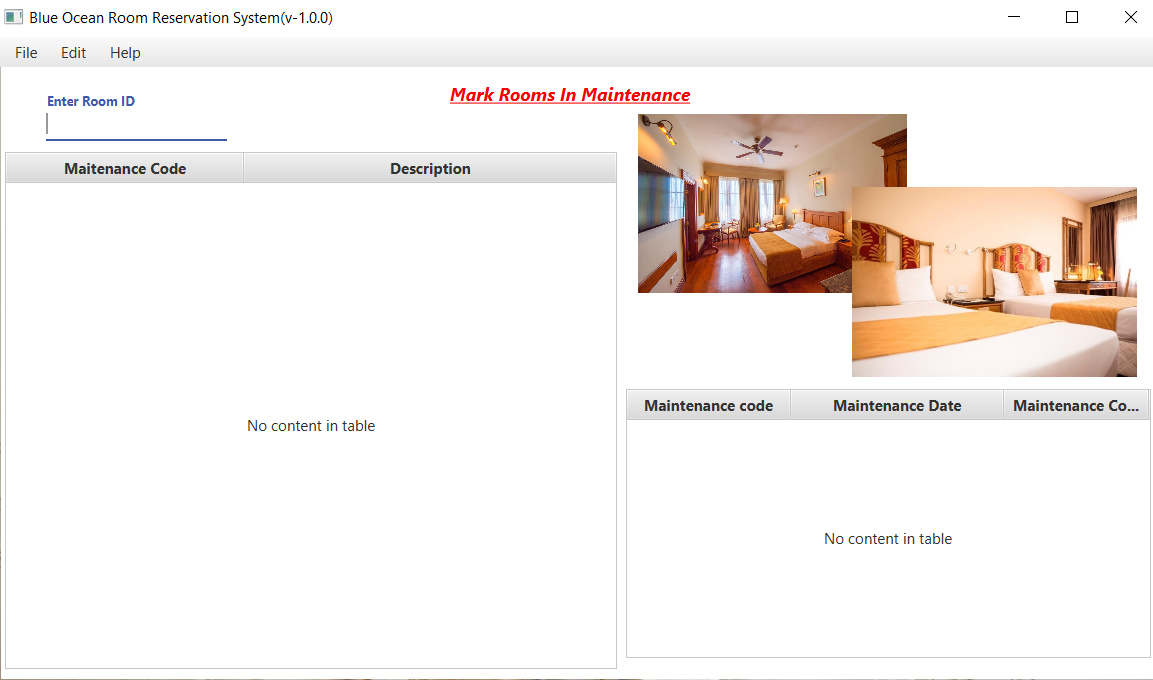 Blue Ocean Room Reservation System(v-1.0.0)
File Edit Help
Mark Rooms In Maintenance
Enter Room ID
Maitenance Code Description
No content in table
Maintenance code Maintenance Date Maintenance Co...
No content in table